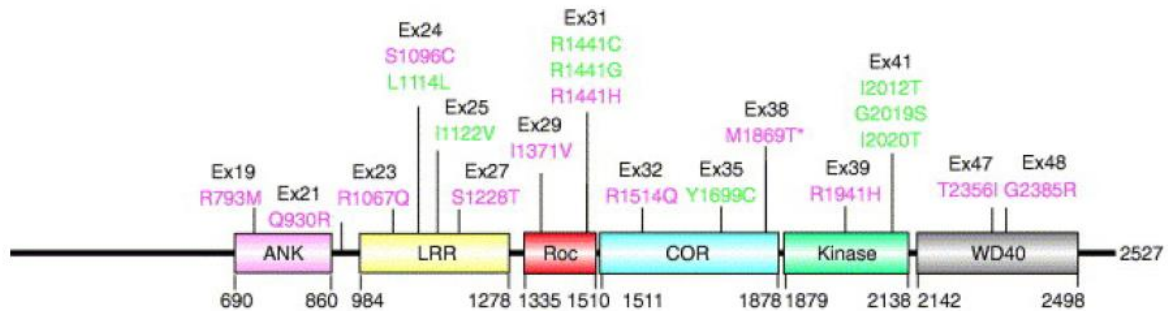 Ex31
Ex24
R1441C
S1096C
R1441G
Ex41
L1114L
R1441H
I2012T
Ex25
Ex38
G2019S
I1122V
Ex29
M1869T*
I2020T
Ex19
Ex23
Ex27
I1371V
Ex32
Ex35
Ex39
Ex47
Ex48
R793M
Ex21
R1067Q
S1228T
R1514Q
Y1699C
R1941H
T2356I
G2385R
Q930R
ANK
LRR
Roc
COR
Kinase
WD40
2527
690
860
984
1278
1335
1510
1511
1878
1879
2138
2142
2498